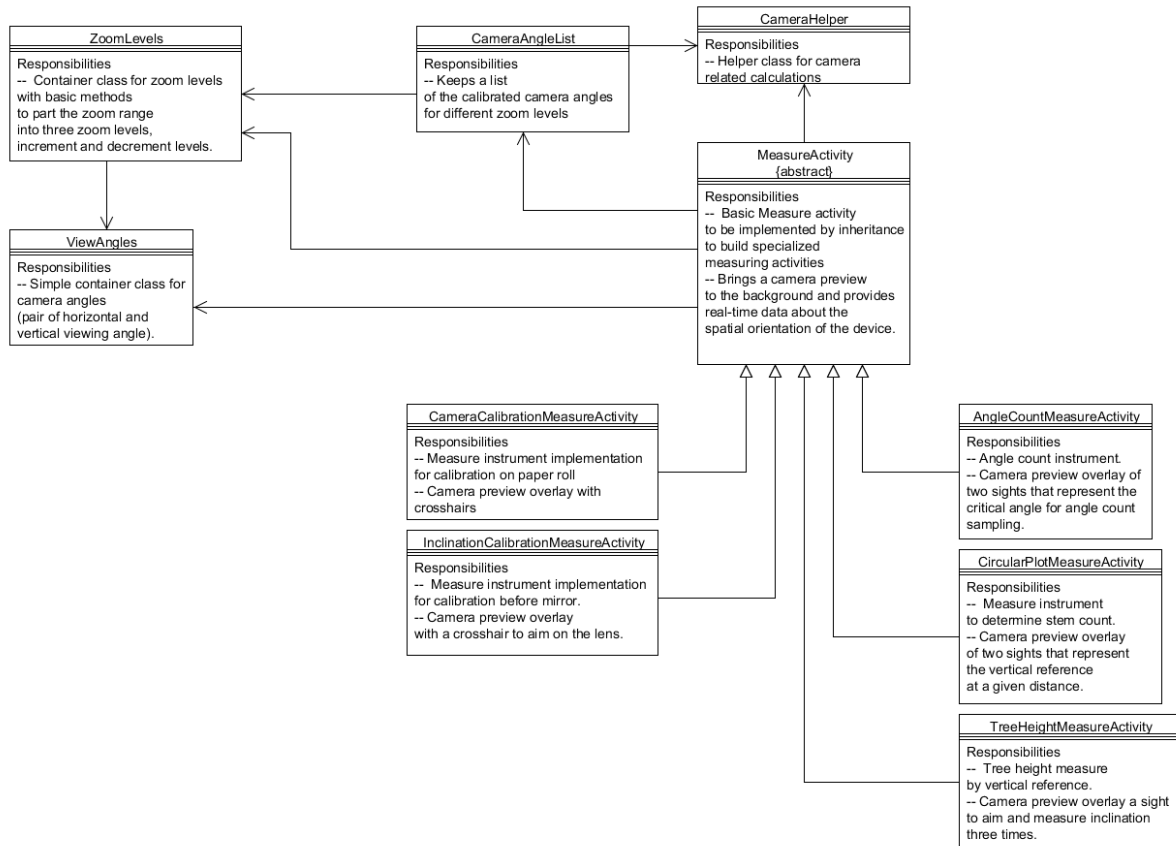 ZoomLevels
Responsibilities
-- Container class for zoom levels
with basic methods
to part the zoom range
into three zoom levels,
increment and decrement levels.
CameraAngleList
Responsibilities
-- Keeps a list
of the calibrated camera angles
for different zoom levels
CameraHelper
Responsibilities
-- Helper class for camera
related calculations
MeasureActivity
{abstract}
Responsibilities
-- Basic Measure activity
to be implemented by inheritance
to build specialized
measuring activities
-- Brings a camera preview
to the background and provides
real-time data about the
spatial orientation of the device.
ViewAngles
Responsibilities
-- Simple container class for
camera angles
(pair of horizontal and
vertical viewing angle).
CameraCalibrationMeasureActivity
Responsibilities
-- Measure instrument implementation
for calibration on paper roll
-- Camera preview overlay with
crosshairs
InclinationCalibrationMeasureActivity
Responsibilities
-- Measure instrument implementation
for calibration before mirror.
-- Camera preview overlay
with a crosshair to aim on the lens.
AngleCountMeasureActivity
Responsibilities
-- Angle count instrument.
-- Camera preview overlay of
two sights that represent the
critical angle for angle count
sampling.
CircularPlotMeasureActivity
Responsibilities
-- Measure instrument
to determine stem count.
-- Camera preview overlay
of two sights that represent
the vertical reference
at a given distance.
TreeHeightMeasureActivity
Responsibilities
-- Tree height measure
by vertical reference.
-- Camera preview overlay a sight
to aim and measure inclination
three times.